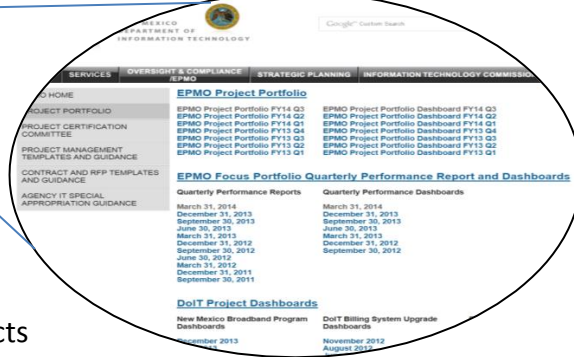 MEXICO
DEPARTMENT OF
INFORMATION TECHNOLOGY
Google™ Custom Search
SERVICES OVERSIGHT & COMPLIANCE /EPMO STRATEGIC PLANNING INFORMATION TECHNOLOGY COMMISSION
HOME
PROJECT PORTFOLIO
PROJECT CERTIFICATION
COMMITTEE
PROJECT MANAGEMENT
TEMPLATES AND GUIDANCE
CONTRACT AND RFP TEMPLATES
AND GUIDANCE
AGENCY IT SPECIAL
APPROPRIATION GUIDANCE
EPMO Project Portfolio
EPMO Project Portfolio FY14 Q3 EPMO Project Portfolio Dashboard FY14 Q3
EPMO Project Portfolio FY14 Q2 EPMO Project Portfolio Dashboard FY14 Q2
EPMO Project Portfolio FY14 Q1 EPMO Project Portfolio Dashboard FY14 Q1
EPMO Project Portfolio FY13 Q4 EPMO Project Portfolio Dashboard FY13 Q4
EPMO Project Portfolio FY13 Q3 EPMO Project Portfolio Dashboard FY13 Q3
EPMO Project Portfolio FY13 Q2 EPMO Project Portfolio Dashboard FY13 Q2
EPMO Project Portfolio FY13 Q1 EPMO Project Portfolio Dashboard FY13 Q1
EPMO Focus Portfolio Quarterly Performance Report and Dashboards
Quarterly Performance Reports Quarterly Performance Dashboards
March 31, 2014 March 31, 2014
December 31, 2013 December 31, 2013
September 30, 2013 September 30, 2013
June 30, 2013 June 30, 2013
March 31, 2013 March 31, 2013
December 31, 2012 December 31, 2012
September 30, 2012 September 30, 2012
June 30, 2012
March 31, 2012
December 31, 2011
September 30, 2011
DoIT Project Dashboards
New Mexico Broadband Program DoIT Billing System Upgrade
Dashboards Dashboards
December 2013 November 2012
August 2012
cts